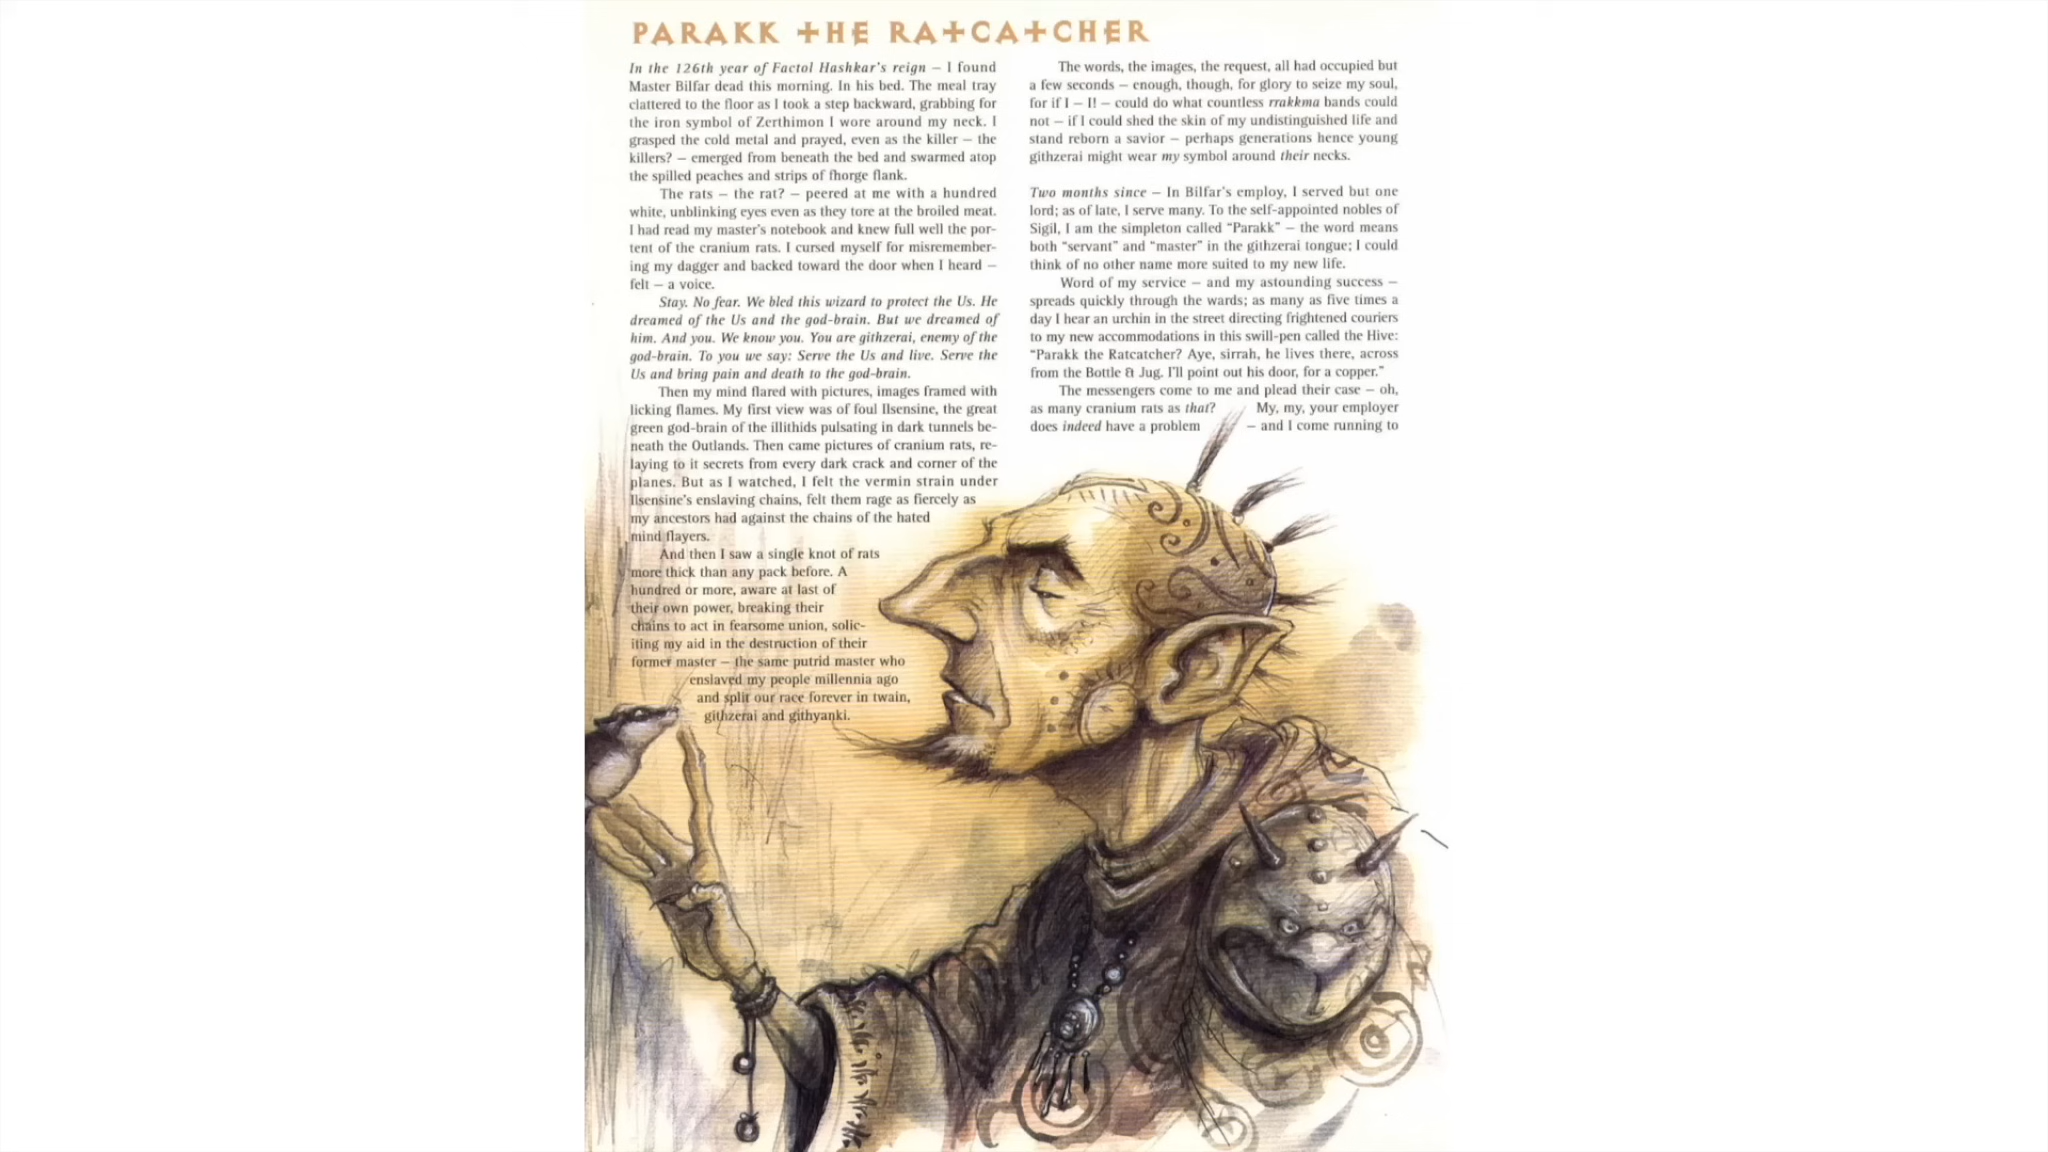 PARAKK THE RATCATCHER
In the 126th year of Factol Hashkar's reign – I found
Master Bilfar dead this morning. In his bed. The meal tray
clattered to the floor as I took a step backward, grabbing for
the iron symbol of Zerthimon I wore around my neck. I
grasped the cold metal and prayed, even as the killer – the
killers? – emerged from beneath the bed and swarmed atop
the spilled peaches and strips of fhorge flank.
The rats – the rat? – peered at me with a hundred
white, unblinking eyes even as they tore at the broiled meat.
I had read my master's notebook and knew full well the por-
tent of the cranium rats. I cursed myself for misremember-
ing my dagger and backed toward the door when I heard –
felt – a voice.
Stay. No fear. We bled this wizard to protect the Us. He
dreamed of the Us and the god-brain. But we dreamed of
him. And you. We know you. You are githzerai, enemy of the
god-brain. To you we say: Serve the Us and live. Serve the
Us and bring pain and death to the god-brain.
Then my mind flared with pictures, images framed with
licking flames. My first view was of foul Ilsensine, the great
green god-brain of the illithids pulsating in dark tunnels be-
neath the Outlands. Then came pictures of cranium rats, re-
laying to it secrets from every dark crack and corner of the
planes. But as I watched, I felt the vermin strain under
Ilsensine's enslaving chains, felt them rage as fiercely as
my ancestors had against the chains of the hated
mind flayers.
And then I saw a single knot of rats
more thick than any pack before. A
hundred or more, aware at last of
their own power, breaking their
chains to act in fearsome union, solic-
iting my aid in the destruction of their
former master – the same putrid master who
enslaved my people millennia ago
and split our race forever in twain,
githzerai and githyanki.
The words, the images, the request, all had occupied but
a few seconds – enough, though, for glory to seize my soul,
for if I – I! – could do what countless rrakkma bands could
not – if I could shed the skin of my undistinguished life and
stand reborn a savior – perhaps generations hence young
githzerai might wear my symbol around their necks.
Two months since – In Bilfar's employ, I served but one
lord; as of late, I serve many. To the self-appointed nobles of
Sigil, I am the simpleton called "Parakk" – the word means
both "servant" and "master" in the githzerai tongue; I could
think of no other name more suited to my new life.
Word of my service – and my astounding success –
spreads quickly through the wards; as many as five times a
day I hear an urchin in the street directing frightened couriers
to my new accommodations in this swill-pen called the Hive:
"Parakk the Ratcatcher? Aye, sirrah, he lives there, across
from the Bottle & Jug. I'll point out his door, for a copper."
The messengers come to me and plead their case – oh,
as many cranium rats as that? My, my, your employer
does indeed have a problem – and I come running to